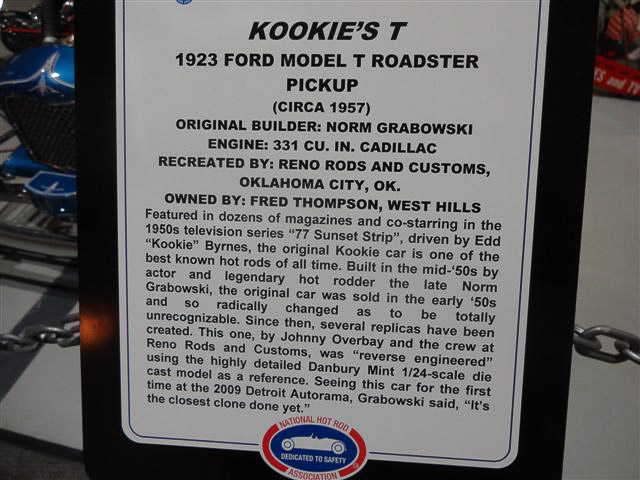 KOOKIE'S T
1923 FORD MODEL T ROADSTER
PICKUP
(CIRCA 1957)
ORIGINAL BUILDER: NORM GRABOWSKI
ENGINE: 331 CU. IN. CADILLAC
RECREATED BY: RENO RODS AND CUSTOMS,
OKLAHOMA CITY, OK.
OWNED BY: FRED THOMPSON, WEST HILLS
Featured in dozens of magazines and co-starring in the
1950s television series "77 Sunset Strip", driven by Edd
"Kookie" Byrnes, the original Kookie car is one of the
best known hot rods of all time. Built in the mid-'50s by
actor and legendary hot rodder the late Norm
Grabowski, the original car was sold in the early '50s
and so radically changed as to be totally
unrecognizable. Since then, several replicas have been
created. This one, by Johnny Overbay and the crew at
Reno Rods and Customs, was "reverse engineered"
using the highly detailed Danbury Mint 1/24-scale die
cast model as a reference. Seeing this car for the first
time at the 2009 Detroit Autorama, Grabowski said, "It's
the closest clone done yet."
NATIONAL HOT ROD
DEDICATED TO SAFETY
ASSOCIATION
and TV